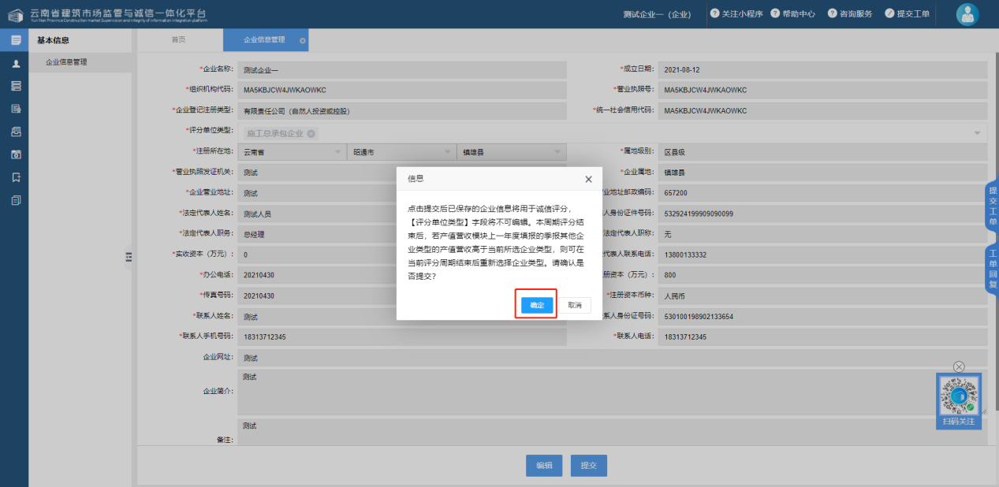 云南省建筑市场监管与诚信一体化平台
Yun Nan Province Construction market Supervision and integrity of information integration platform
测试企业一（企业）
关注小程序
帮助中心
咨询服务
提交工单
基本信息
企业信息管理
首页
企业信息管理
*企业名称： 测试企业一 *成立日期： 2021-08-12
*组织机构代码： MA5KBJCW4JWKAOWKC *营业执照号： MA5KBJCW4JWKAOWKC
*企业登记注册类型： 有限责任公司（自然人投资或控股） *统一社会信用代码： MA5KBJCW4JWKAOWKC
*评分单位类型： 施工总承包企业
*注册所在地： 云南省 昭通市 镇雄县 *属地级别： 区县级
*营业执照发证机关： 测试 *企业属地： 镇雄县
*企业营业地址： 测试 业地址邮政编码： 657200
*法定代表人姓名： 测试人员 人身份证件号码： 532924199909090099
*法定代表人职务： 总经理 法定代表人职称： 无
*实收资本（万元）： 0 代表人联系电话： 13800133332
*办公电话： 20210430 册资本（万元）： 800
*传真号码： 20210430 *注册资本币种： 人民币
*联系人姓名： 测试 系人身份证号码： 530100198902133654
*联系人手机号码： 18313712345 *联系人电话： 18313712345
企业网址： 测试
企业简介： 测试
备注： 测试
信息
点击提交后已保存的企业信息将用于诚信评分，
【评分单位类型】字段将不可编辑。本周期评分结
束后，若产值营收模块上一年度填报的季报其他企
业类型的产值营收高于当前所选企业类型，则可在
当前评分周期结束后重新选择企业类型。请确认是
否提交?
确定
取消
提交工单
工单回复
扫码关注
编辑
提交